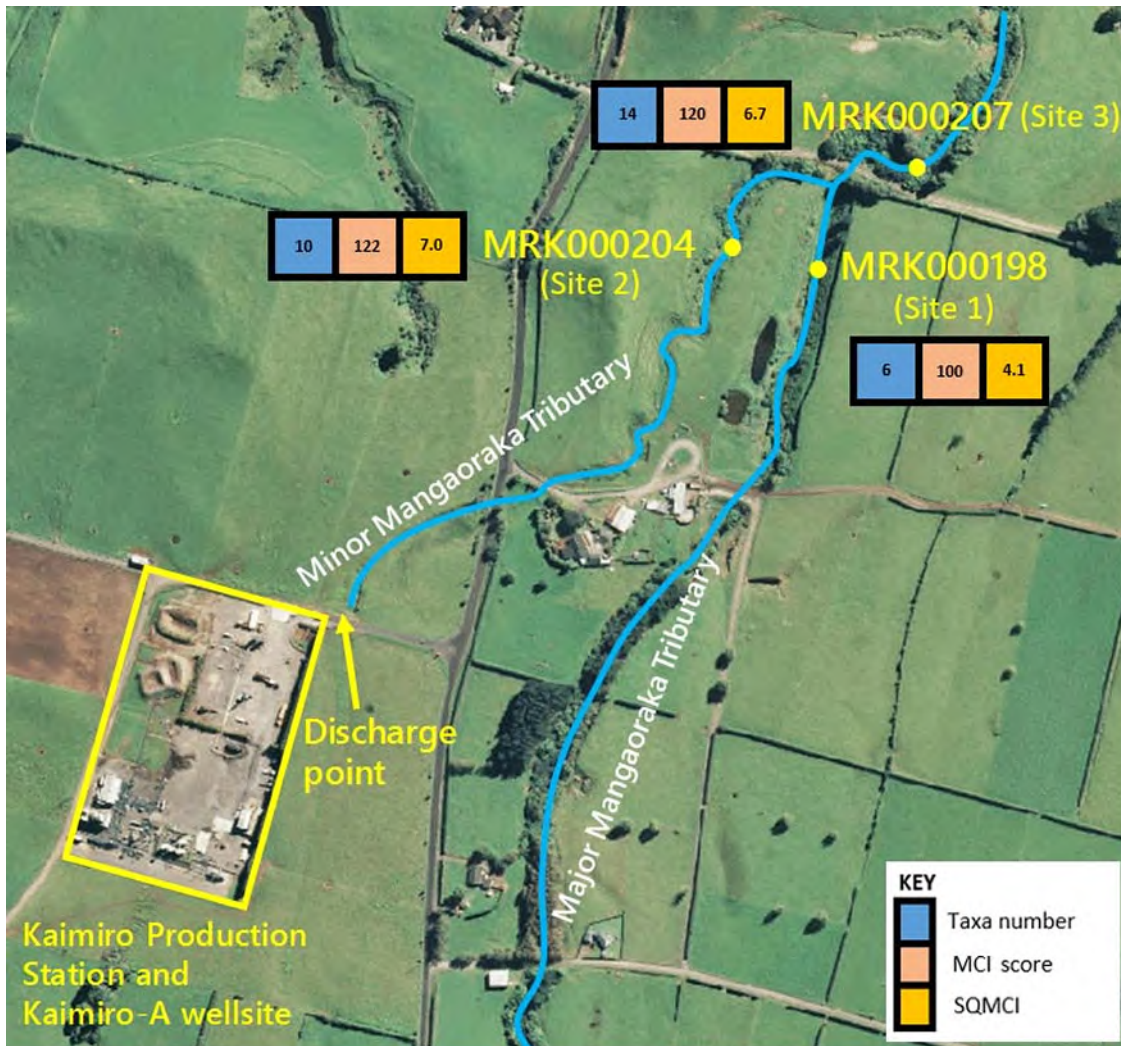 14 120 6.7
MRK000207 (Site 3)
10 122 7.0
MRK000204
(Site 2)
MRK000198
(Site 1)
6 100 4.1
Minor Mangaoraka Tributary
Major Mangaoraka Tributary
Discharge
point
Kaimiro Production
Station and
Kaimiro-A wellsite
KEY
Taxa number
MCI score
SQMCI